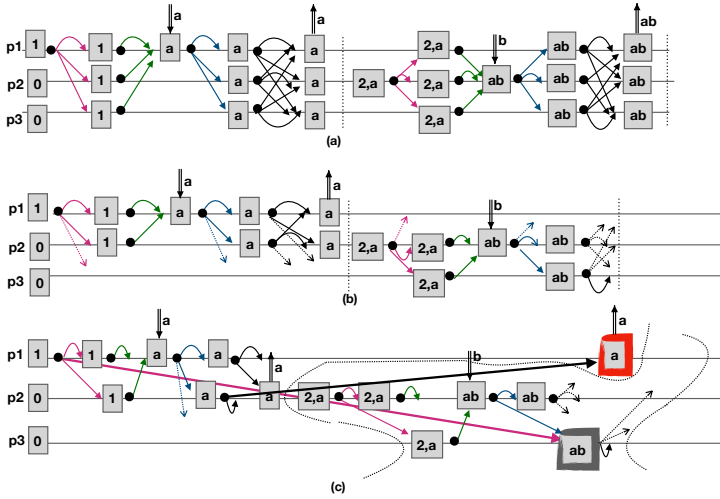 a a b ab
p1 1 1 a a a 2,a ab ab
p2 0 1 a a 2,a 2,a ab ab ab
p3 0 1 a a 2,a ab ab
(a)
a a b
p1 1 1 a a a
p2 0 1 a a 2,a 2,a ab ab
p3 0 2,a ab
(b)
a a
p1 1 1 a a a b a
p2 0 1 a a 2,a 2,a ab ab
p3 0 2,a ab
(c)